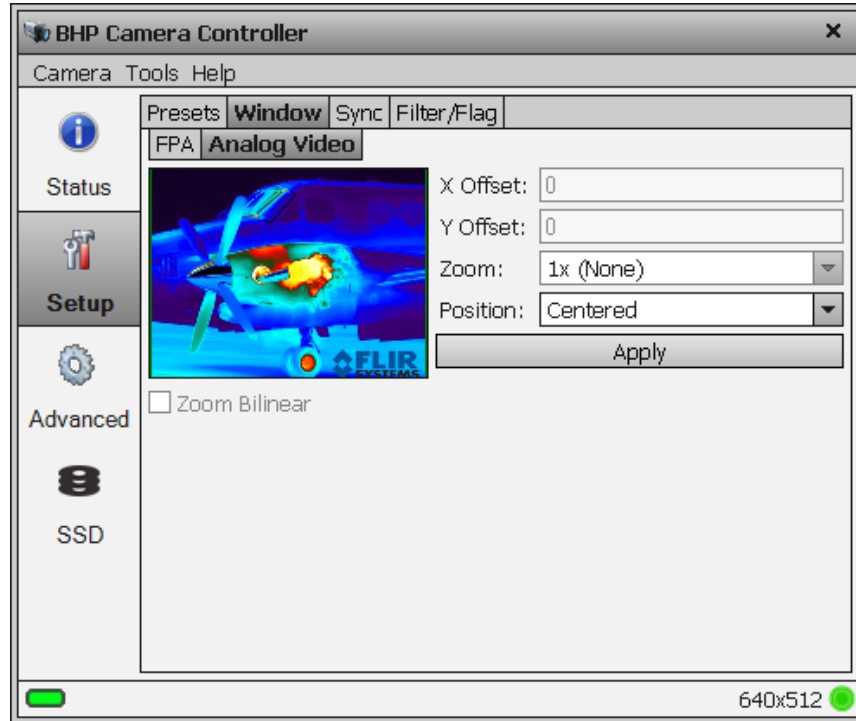 BHP Camera Controller
Camera Tools Help
Status
Setup
Advanced
SSD
Presets Window Sync Filter/Flag
FPA Analog Video
FLIR
SYSTEMS
X Offset: 0
Y Offset: 0
Zoom: 1x (None)
Position: Centered
Apply
Zoom Bilinear
640x512